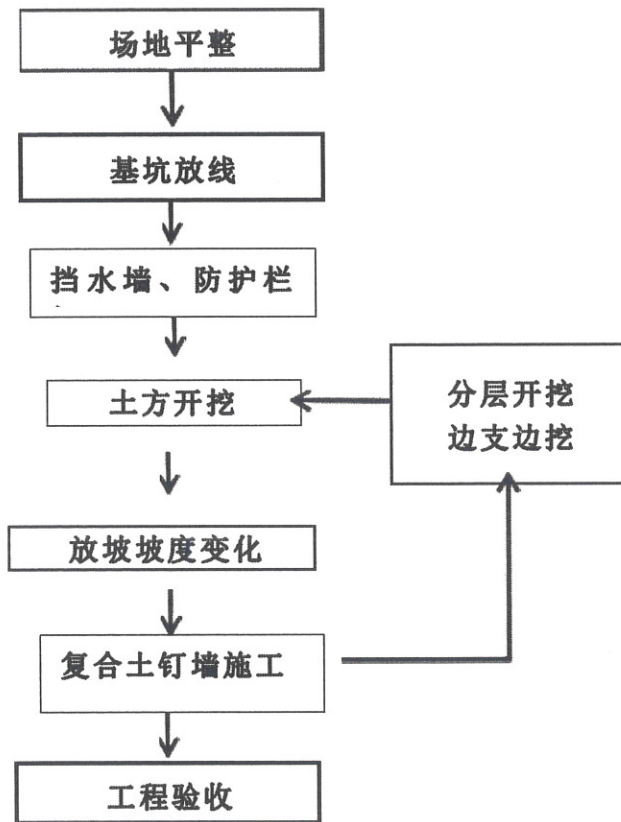 场地平整
基坑放线
挡水墙、防护栏
土方开挖
分层开挖
边支边挖
放坡坡度变化
复合土钉墙施工
工程验收